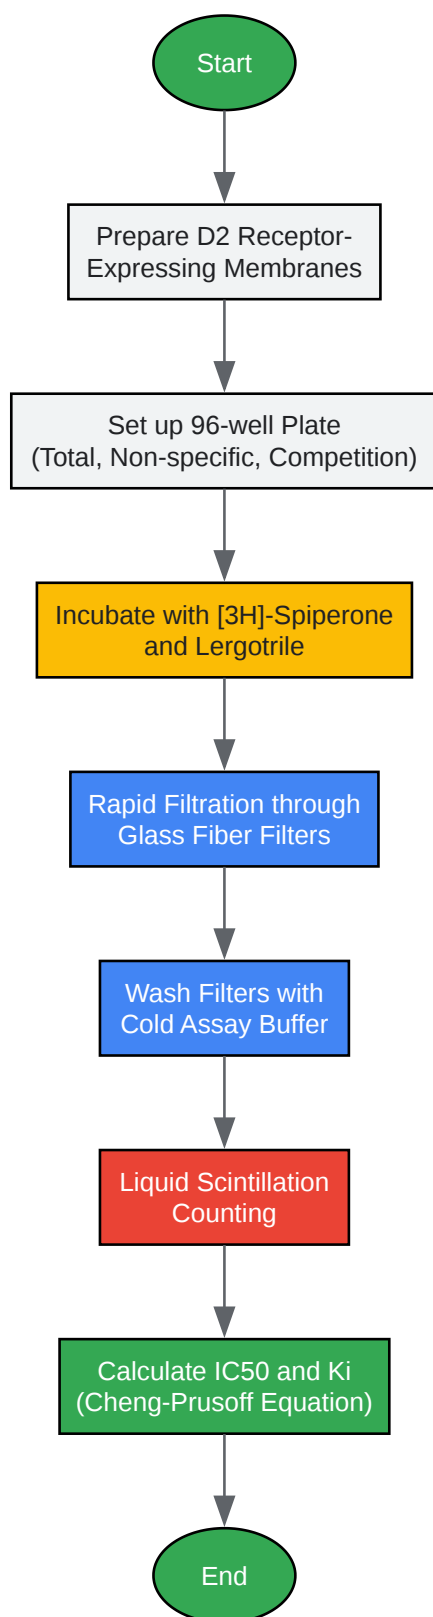 Start
Prepare D2 Receptor-
Expressing Membranes
Set up 96-well Plate
(Total, Non-specific, Competition)
Incubate with [3H]-Spiperone
and Lergotrile
Rapid Filtration through
Glass Fiber Filters
Wash Filters with
Cold Assay Buffer
Liquid Scintillation
Counting
Calculate IC50 and Ki
(Cheng-Prusoff Equation)
End